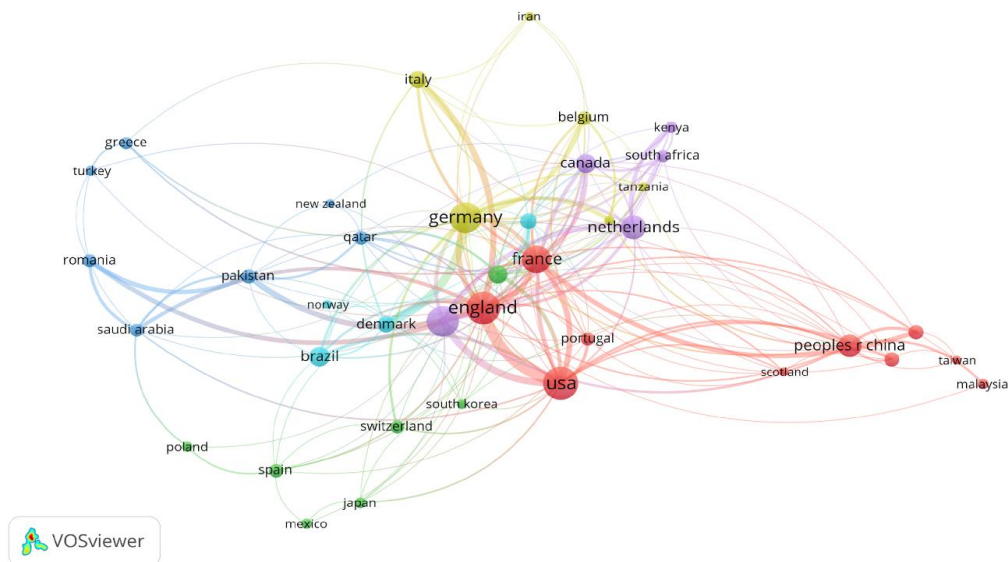 iran
italy
belgium
kenya
greece
canada
south africa
turkey
tanzania
new zealand
germany
netherlands
qatar
romania
france
pakistan
norway
england
saudi arabia
denmark
portugal
peoples r china
brazil
taiwan
scotland
usa
malaysia
south korea
switzerland
poland
spain
japan
mexico
VOSviewer